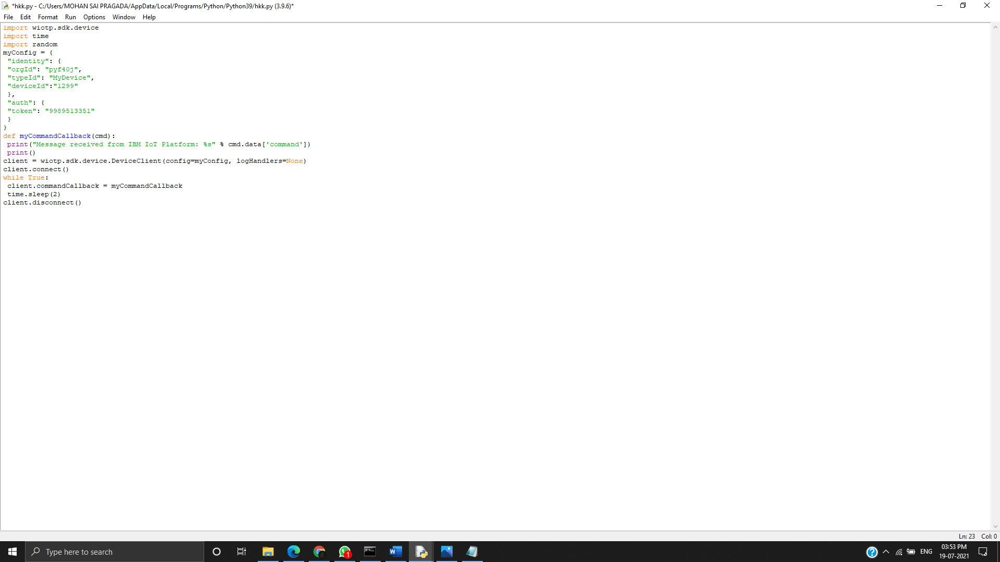 *hkk.py - C:/Users/MOHAN SAI PRAGADA/AppData/Local/Programs/Python/Python39/hkk.py (3.9.6)*
File Edit Format Run Options Window Help
import wiotp.sdk.device
import time
import random
myConfig = {
 "identity": {
 "orgId": "pyf40j",
 "typeId": "MyDevice",
 "deviceId":"1299"
 },
 "auth": {
 "token": "9989513351"
 }
}
def myCommandCallback(cmd):
 print("Message received from IBM IoT Platform: %s" % cmd.data['command'])
 print()
client = wiotp.sdk.device.DeviceClient(config=myConfig, logHandlers=None)
client.connect()
while True:
 client.commandCallback = myCommandCallback
 time.sleep(2)
client.disconnect()
Ln: 23 Col: 0
Type here to search
1
W
ENG
03:53 PM
19-07-2021